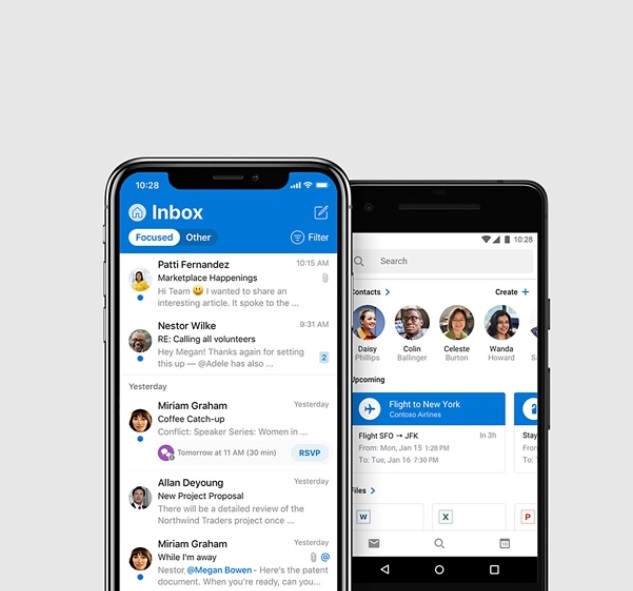 10:28
Inbox
Focused
Other
Filter
Patti Fernandez
10:15 AM
Marketplace Happenings
Hi Team 😃 I wanted to share an
interesting article. It spoke to the ...
Nestor Wilke
9:31 AM
RE: Calling all volunteers
Hey Megan! Thanks again for setting
this up — @Adele has also ...
2
Yesterday
Miriam Graham
Yesterday
Coffee Catch-up
Conflict: Speaker Series: Women in ...
Tomorrow at 11 AM (30 min)
RSVP
Allan Deyoung
Yesterday
New Project Proposal
There will be a detailed review of the
Northwind Traders project once ...
Miriam Graham
Yesterday
While I'm away
@
Nestor, @Megan Bowen - Here's the patent
document. When you're ready, can you...
10:28
Search
Contacts
Create +
Daisy
Phillips
Colin
Ballinger
Celeste
Burton
Wanda
Howard
Upcoming
Flight to New York
Contoso Airlines
Flight SFO → JFK
In 3h
From: Mon, Jan 15 1:28 PM
To: Tue, Jan 16 7:30 PM
Stay
From
To:
Files
W
X
P